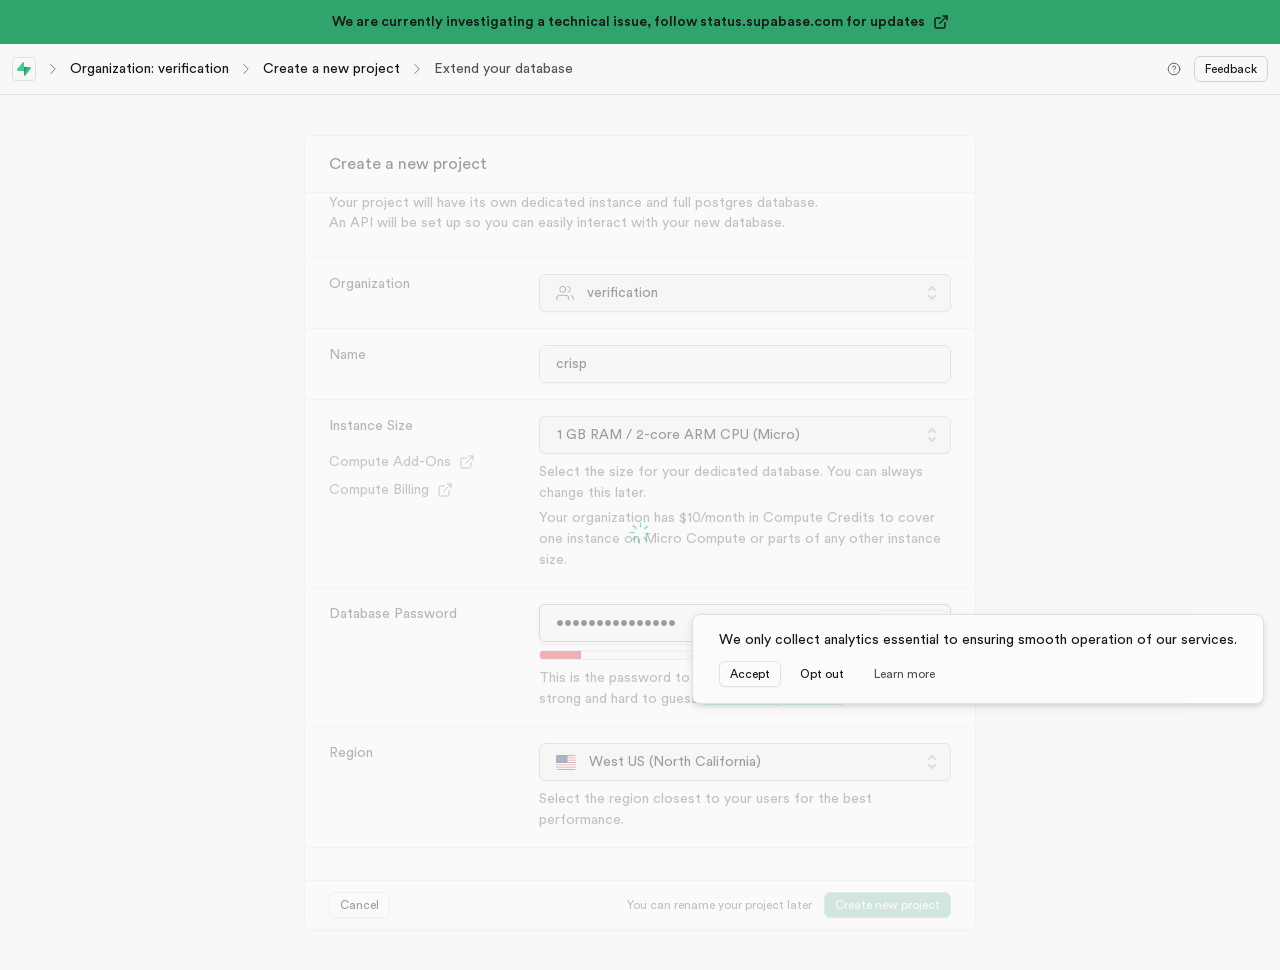 We are currently investigating a technical issue, follow status.supabase.com for updates
Organization: verification
Create a new project
Extend your database
Feedback
Create a new project
Your project will have its own dedicated instance and full postgres database.
An API will be set up so you can easily interact with your new database.
Organization
verification
Name
crisp
Instance Size
1 GB RAM / 2-core ARM CPU (Micro)
Compute Add-Ons
Compute Billing
Select the size for your dedicated database. You can always
change this later.
Your organization has $10/month in Compute Credits to cover
one instance on Micro Compute or parts of any other instance
size.
Database Password
•••••••••••••••
This is the password to
strong and hard to guess
We only collect analytics essential to ensuring smooth operation of our services.
Accept
Opt out
Learn more
Region
West US (North California)
Select the region closest to your users for the best
performance.
Cancel
You can rename your project later
Create new project